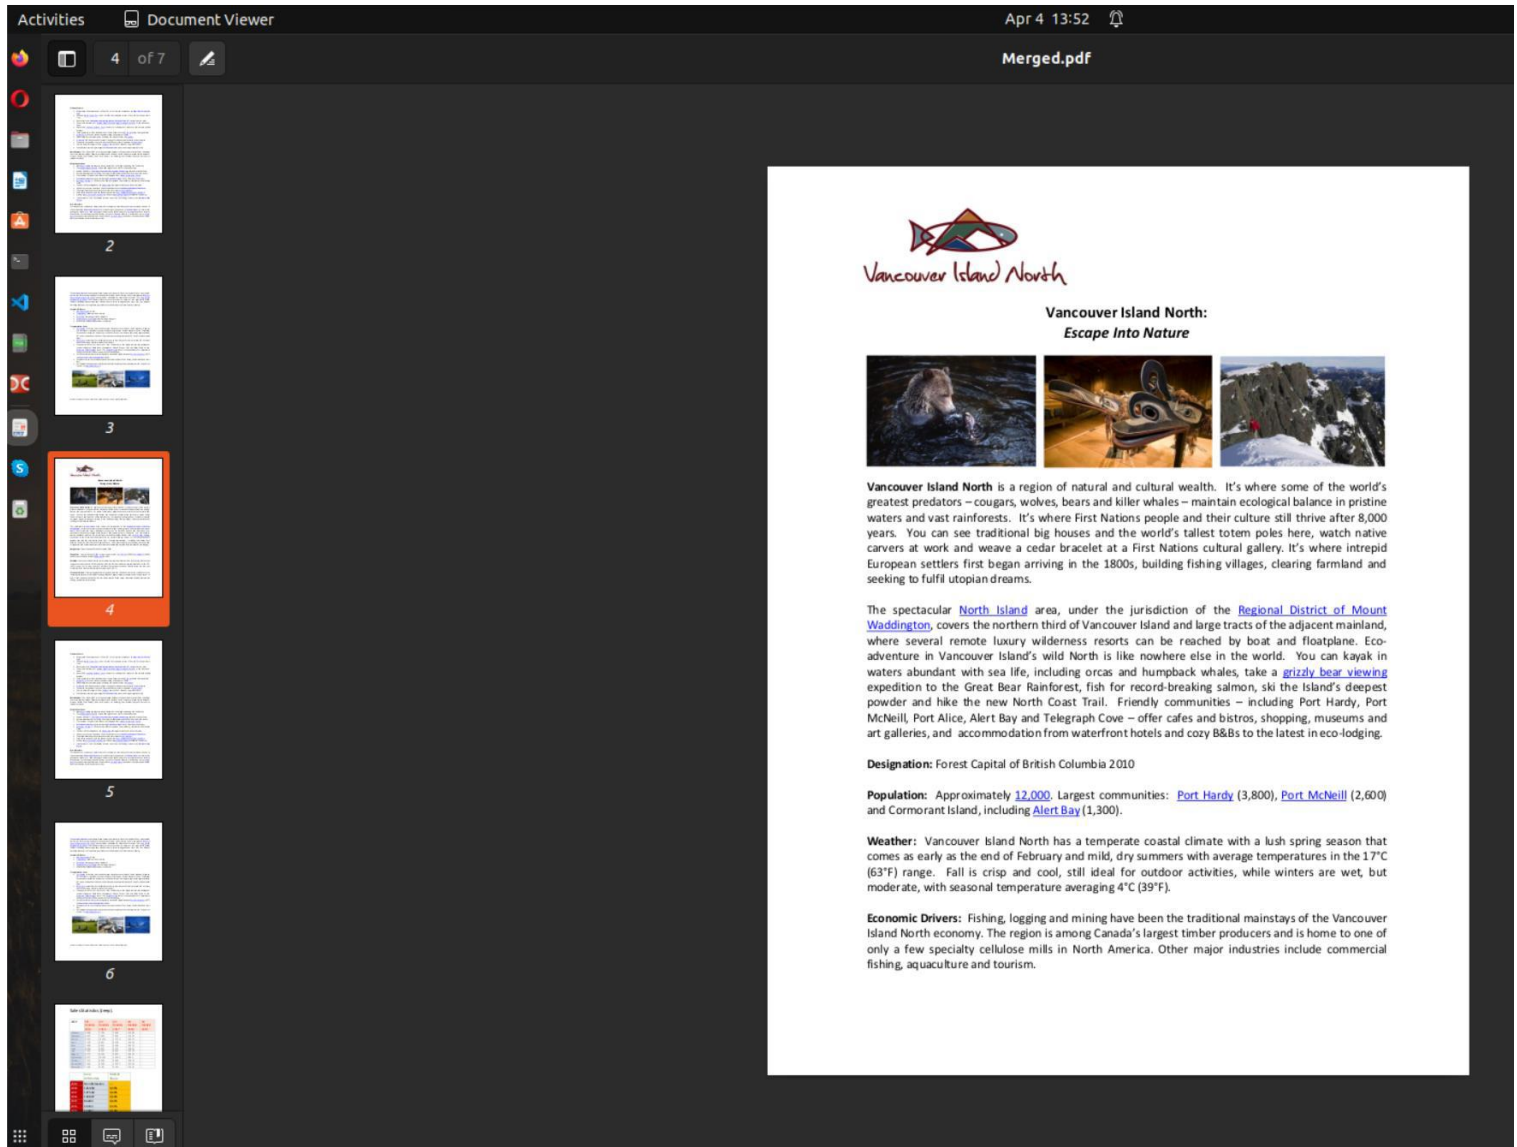 Activities
Document Viewer
Apr 4 13:52
4 of 7
Merged.pdf
2
3
4
5
6
Vancouver Island North
Vancouver Island North:
Escape Into Nature
Vancouver Island North is a region of natural and cultural wealth. It's where some of the world's
greatest predators – cougars, wolves, bears and killer whales – maintain ecological balance in pristine
waters and vast rainforests. It's where First Nations people and their culture still thrive after 8,000
years. You can see traditional big houses and the world's tallest totem poles here, watch native
carvers at work and weave a cedar bracelet at a First Nations cultural gallery. It's where intrepid
European settlers first began arriving in the 1800s, building fishing villages, clearing farmland and
seeking to fulfil utopian dreams.
The spectacular North Island area, under the jurisdiction of the Regional District of Mount
Waddington, covers the northern third of Vancouver Island and large tracts of the adjacent mainland,
where several remote luxury wilderness resorts can be reached by boat and floatplane. Eco-
adventure in Vancouver Island's wild North is like nowhere else in the world. You can kayak in
waters abundant with sea life, including orcas and humpback whales, take a grizzly bear viewing
expedition to the Great Bear Rainforest, fish for record-breaking salmon, ski the Island's deepest
powder and hike the new North Coast Trail. Friendly communities – including Port Hardy, Port
McNeill, Port Alice, Alert Bay and Telegraph Cove – offer cafes and bistros, shopping, museums and
art galleries, and accommodation from waterfront hotels and cozy B&Bs to the latest in eco-lodging.
Designation: Forest Capital of British Columbia 2010
Population: Approximately 12,000. Largest communities: Port Hardy (3,800), Port McNeill (2,600)
and Cormorant Island, including Alert Bay (1,300).
Weather: Vancouver Island North has a temperate coastal climate with a lush spring season that
comes as early as the end of February and mild, dry summers with average temperatures in the 17°C
(63°F) range. Fall is crisp and cool, still ideal for outdoor activities, while winters are wet, but
moderate, with seasonal temperature averaging 4°C (39°F).
Economic Drivers: Fishing, logging and mining have been the traditional mainstays of the Vancouver
Island North economy. The region is among Canada's largest timber producers and is home to one of
only a few specialty cellulose mills in North America. Other major industries include commercial
fishing, aquaculture and tourism.